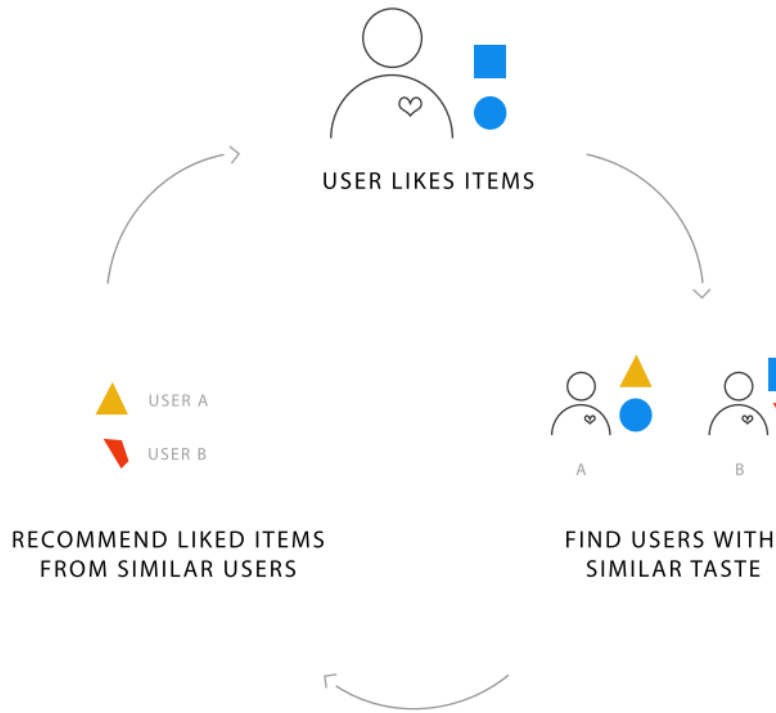 USER LIKES ITEMS
USER A
USER B
A
B
RECOMMEND LIKED ITEMS
FROM SIMILAR USERS
FIND USERS WITH
SIMILAR TASTE